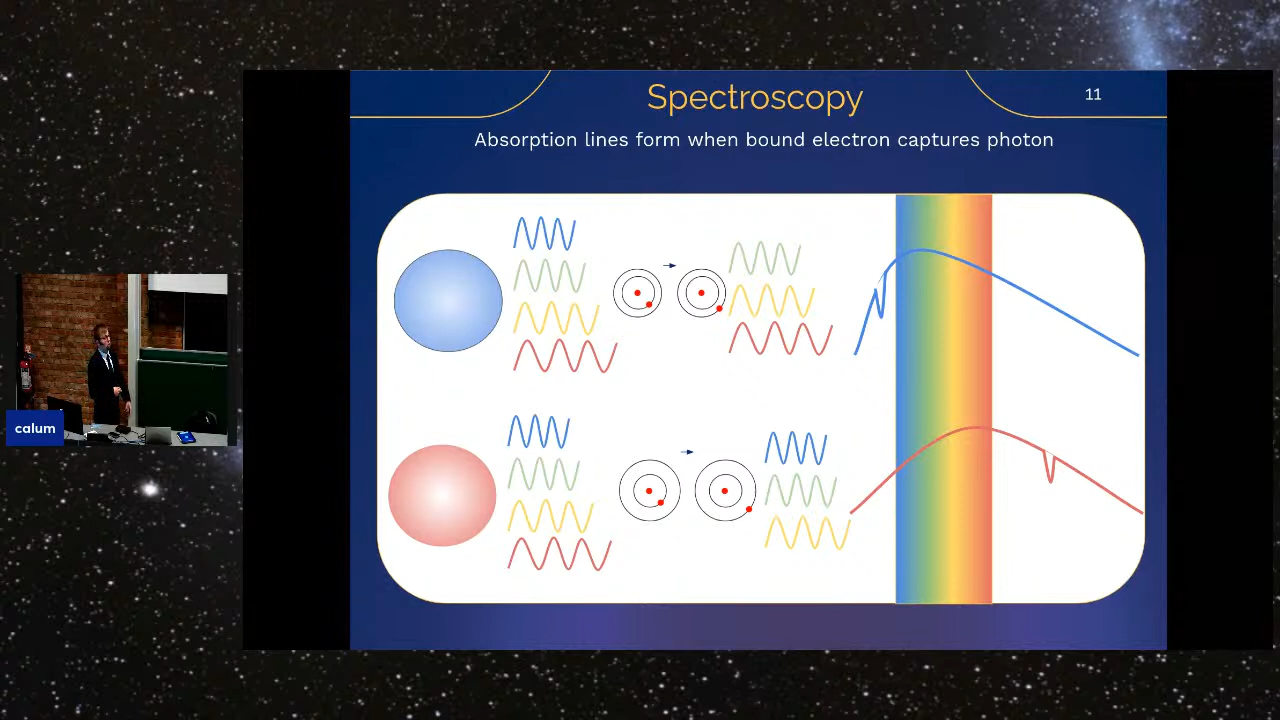 Spectroscopy
11
Absorption lines form when bound electron captures photon
calum